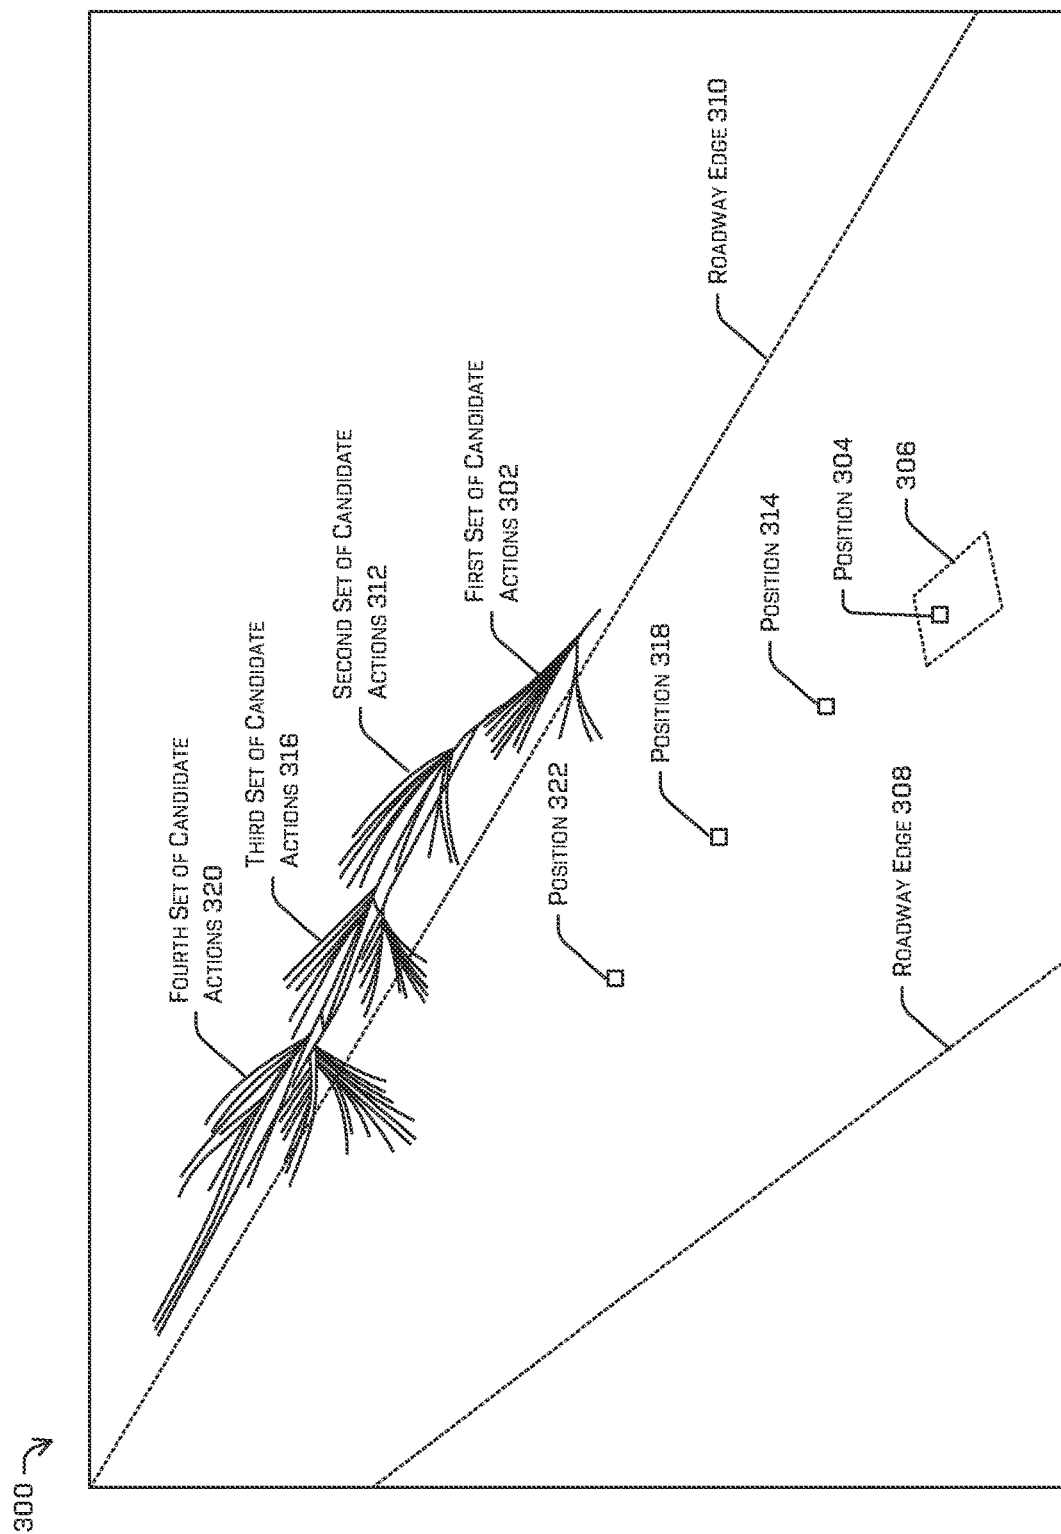 300
FOURTH SET OF CANDIDATE
ACTIONS 320
THIRD SET OF CANDIDATE
ACTIONS 316
SECOND SET OF CANDIDATE
ACTIONS 312
FIRST SET OF CANDIDATE
ACTIONS 302
POSITION 322
POSITION 318
ROADWAY EDGE 310
POSITION 314
POSITION 304
ROADWAY EDGE 308
306